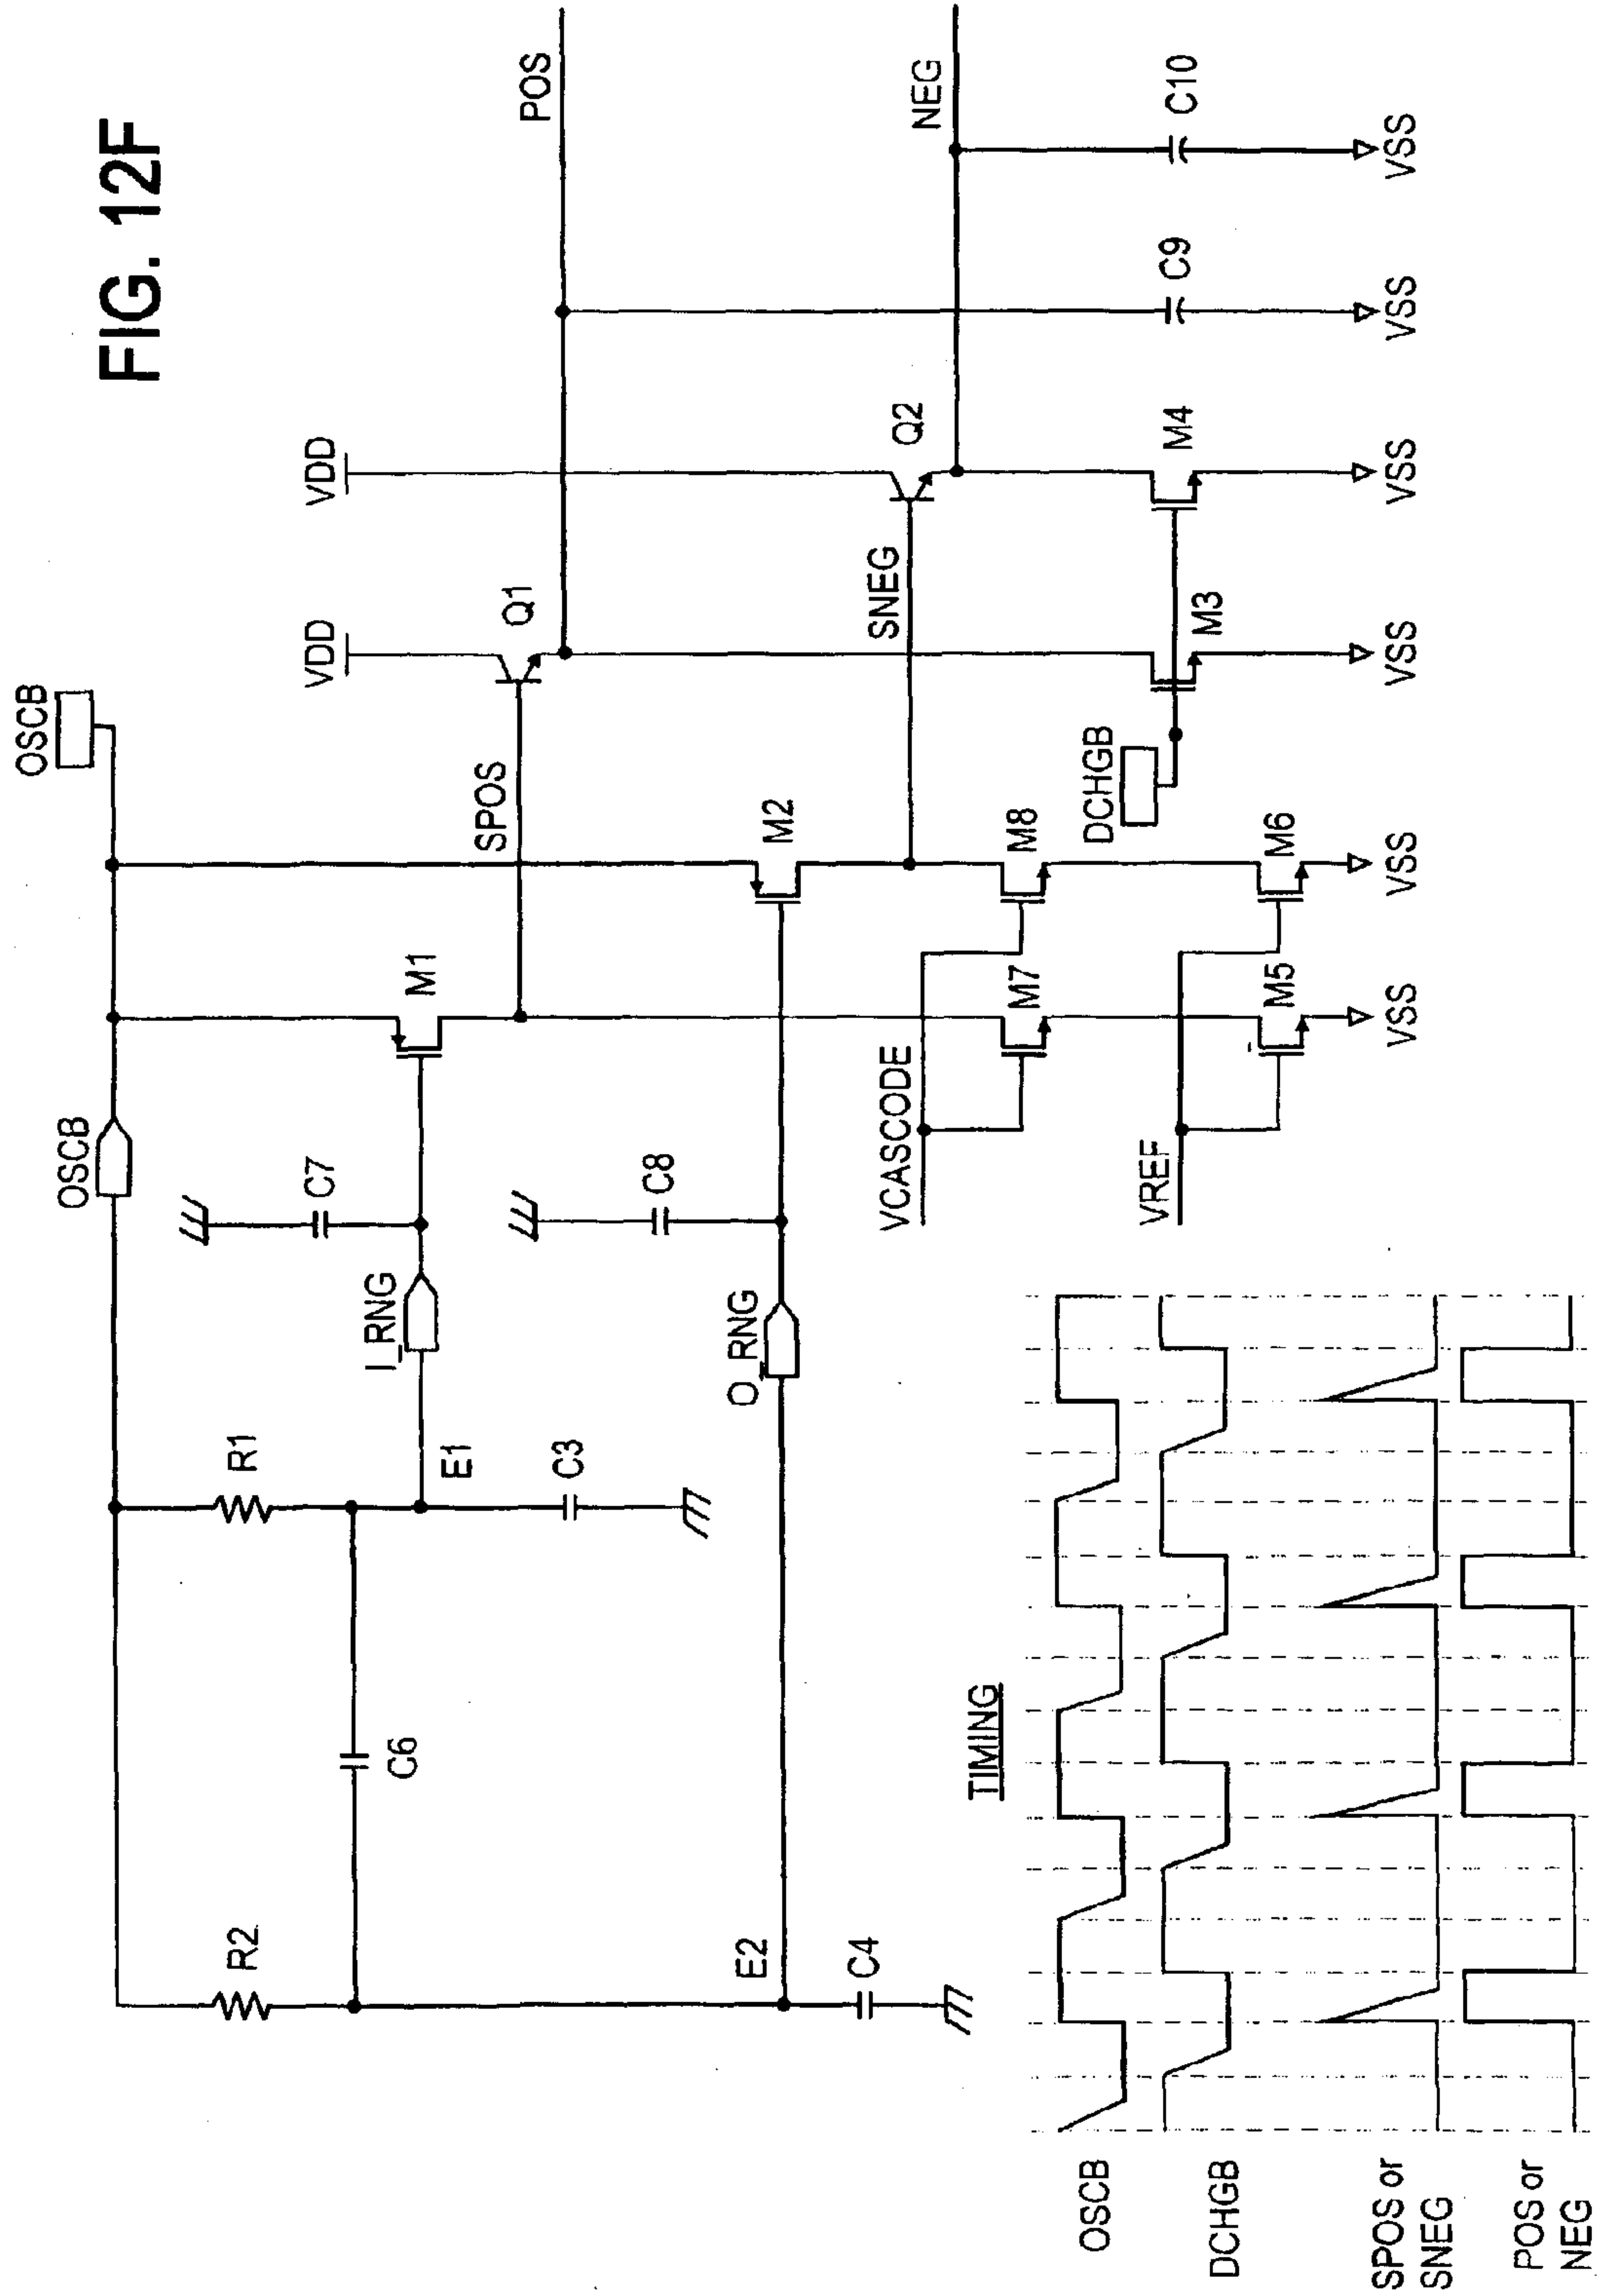 FIG. 12F
OSCB
OSCB
VDD
VDD
POS
R2
R1
C7
M1
SPOS
Q1
I_RNG
C6
E1
C3
C8
M2
SNEG
Q2
NEG
O_RNG
E2
C4
VCASCODE
M7
M8
DCHGB
M3
M4
C9
C10
VREF
M5
M6
VSS
VSS
VSS
VSS
VSS
VSS
TIMING
OSCB
DCHGB
SPOS or
SNEG
POS or
NEG